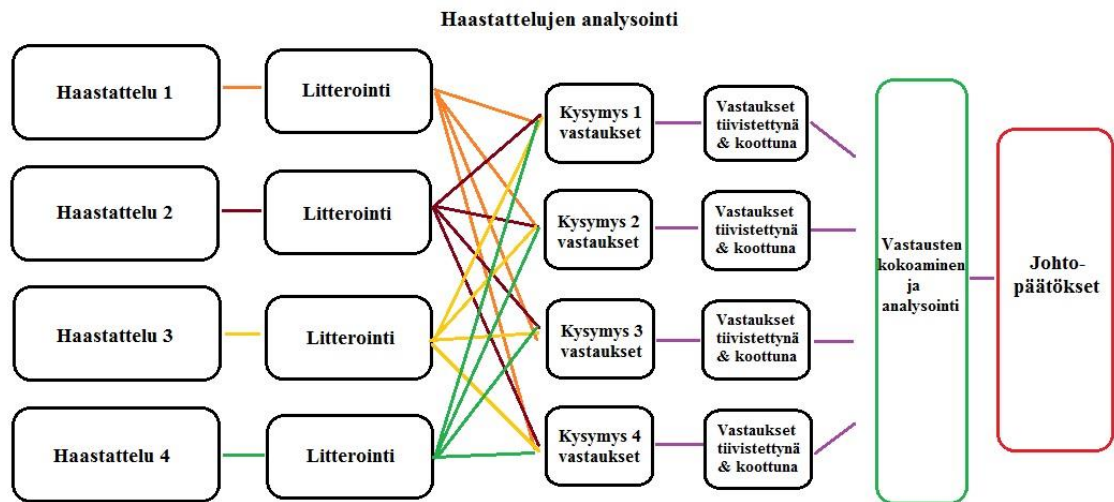 Haastattelujen analysointi
Haastattelu 1
Litterointi
Kysymys 1
vastaukset
Vastaukset
tiivistettynä
& koottuna
Haastattelu 2
Litterointi
Kysymys 2
vastaukset
Vastaukset
tiivistettynä
& koottuna
Haastattelu 3
Litterointi
Kysymys 3
vastaukset
Vastaukset
tiivistettynä
& koottuna
Haastattelu 4
Litterointi
Kysymys 4
vastaukset
Vastaukset
tiivistettynä
& koottuna
Vastausten
kokoaminen
ja
analysointi
Johto-
päätökset